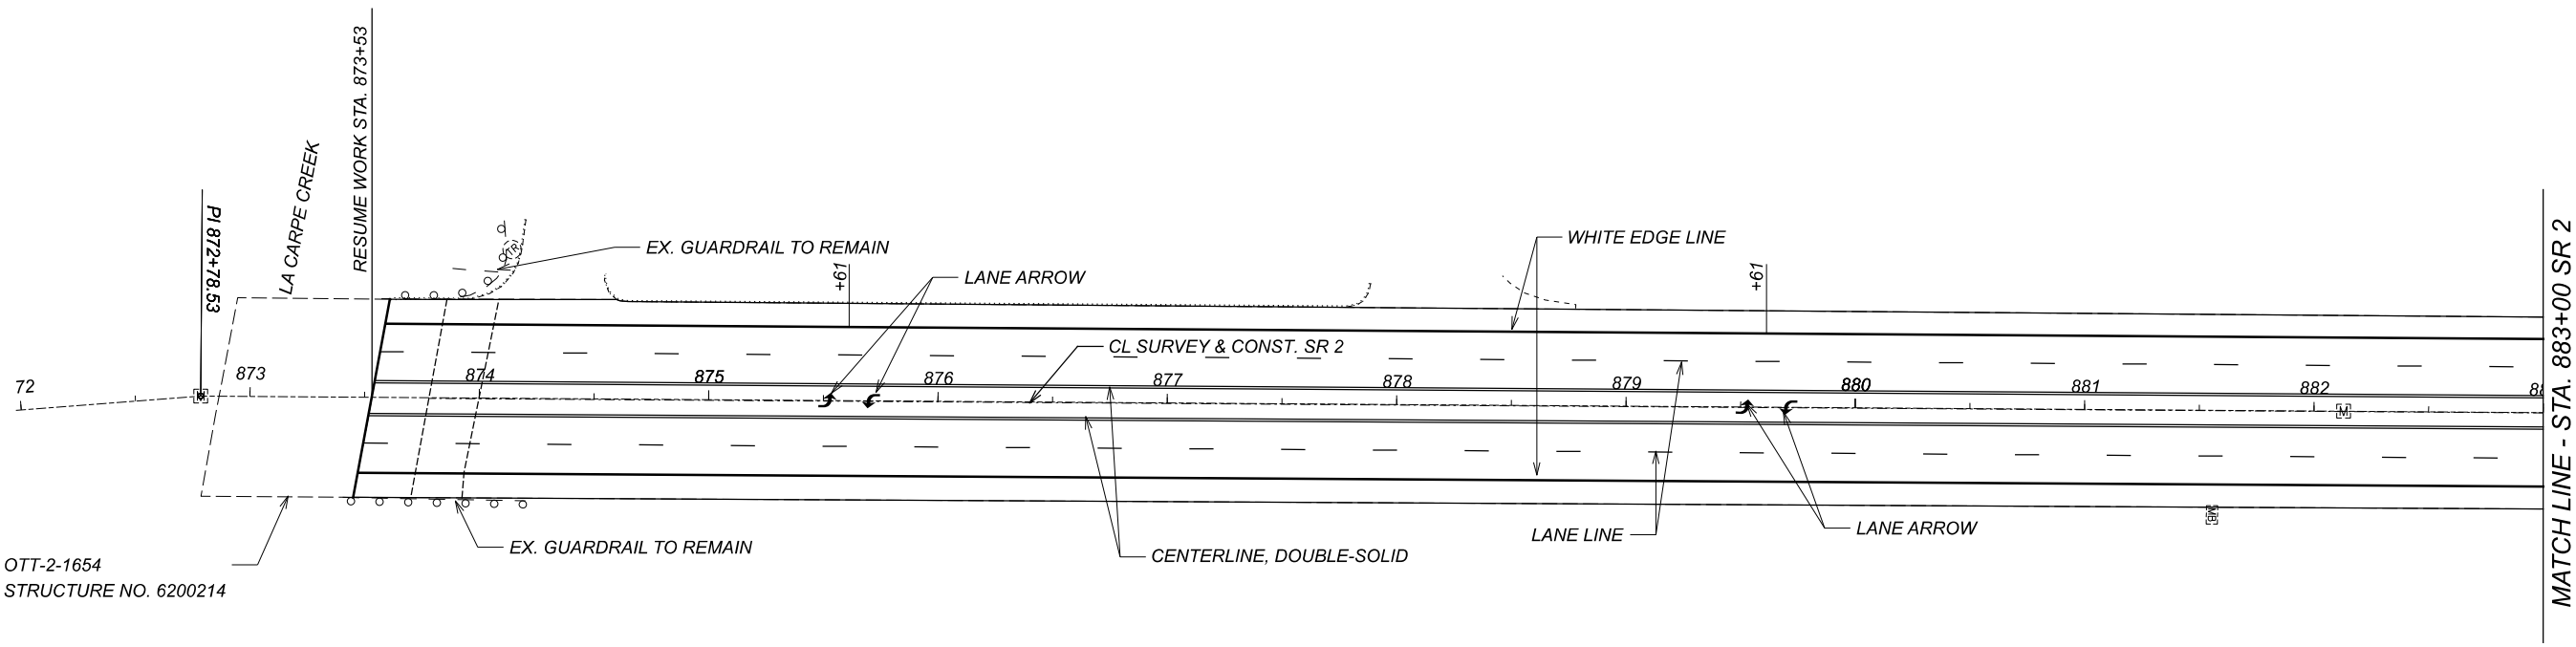 RESUME WORK STA. 873+53
LA CARPE CREEK
PI 872+78.53
EX. GUARDRAIL TO REMAIN
TR
+61
LANE ARROW
WHITE EDGE LINE
+61
CL SURVEY & CONST. SR 2
72
873
874
875
876
877
878
879
880
881
882
88
M
MB
MATCH LINE - STA. 883+00 SR 2
EX. GUARDRAIL TO REMAIN
CENTERLINE, DOUBLE-SOLID
LANE LINE
LANE ARROW
OTT-2-1654
STRUCTURE NO. 6200214